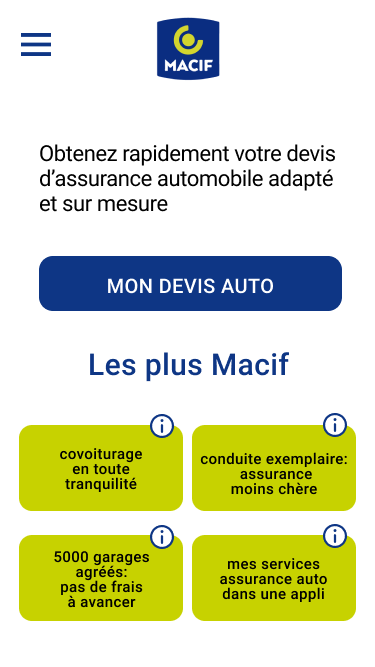 MACIF
Obtenez rapidement votre devis
d’assurance automobile adapté
et sur mesure
MON DEVIS AUTO
Les plus Macif
covoiturage
en toute
tranquilité
conduite exemplaire:
assurance
moins chère
5000 garages
agréés:
pas de frais
à avancer
mes services
assurance auto
dans une appli